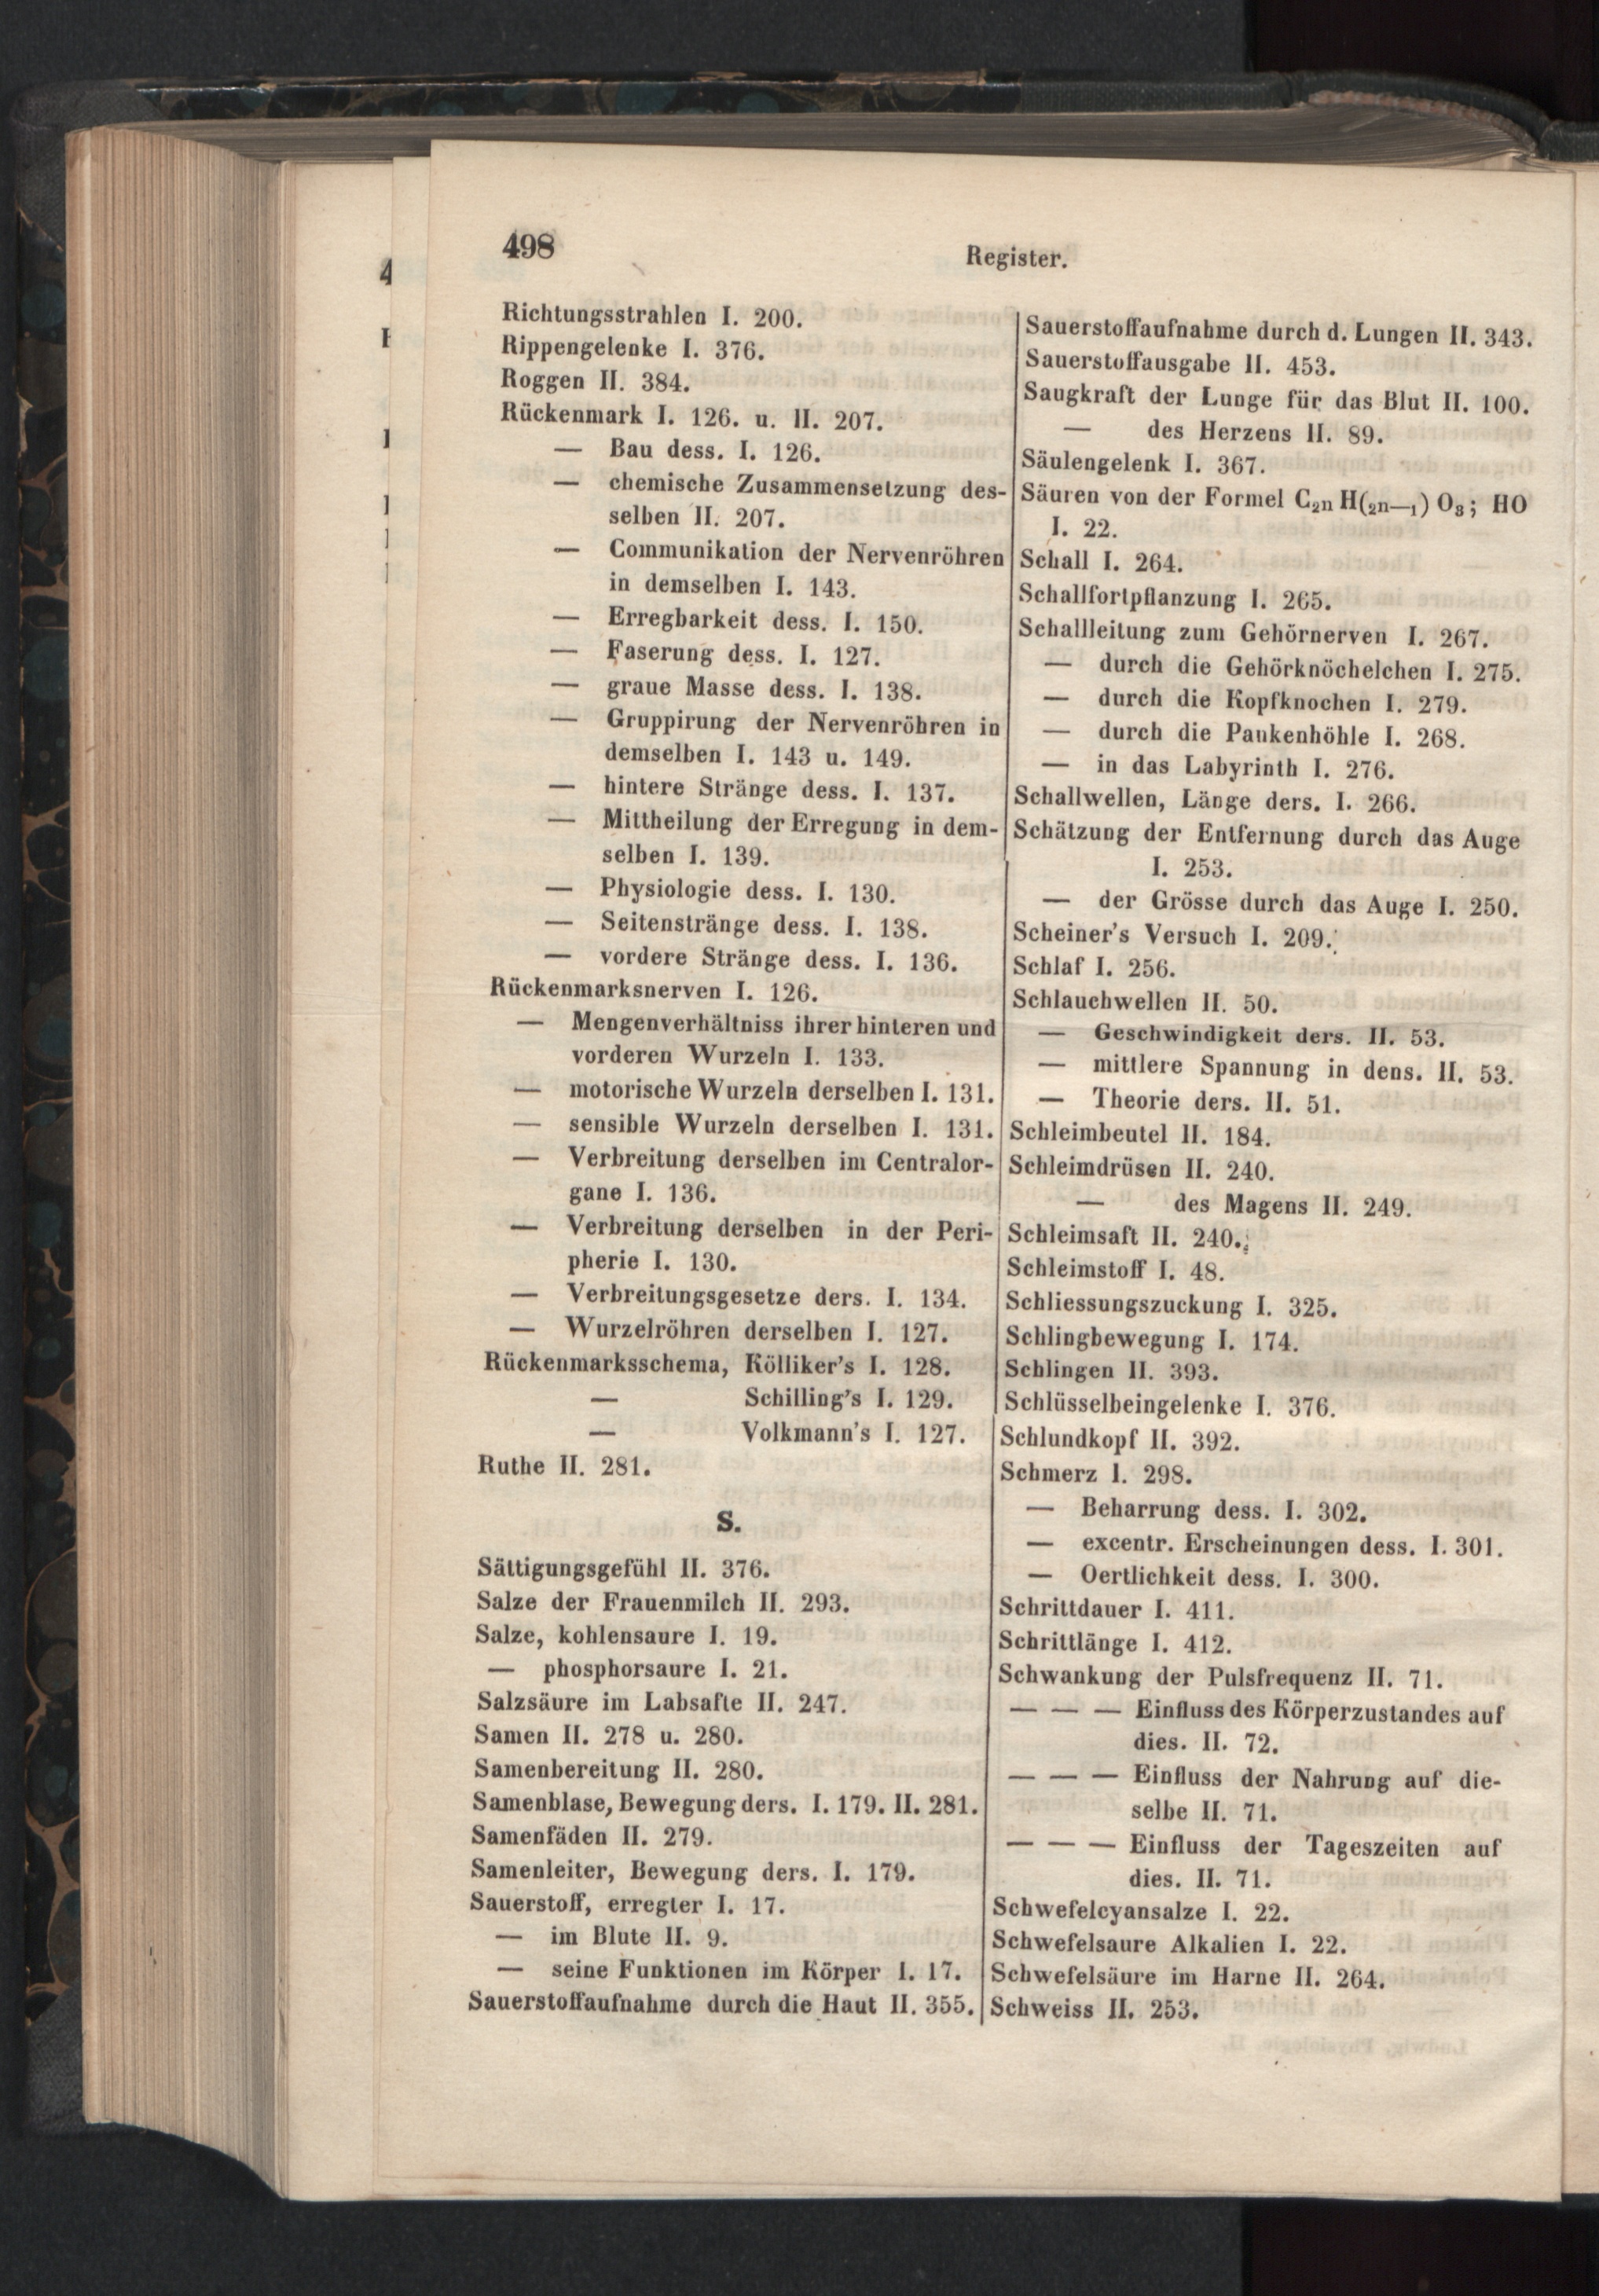 498
Register.
Richtungsstrahlen I. 200.
Rippengelenke I. 376.
Roggen II. 384.
Rückenmark I. 126. u. II. 207.
— Bau dess. I. 126.
— chemische Zusammensetzung des-
selben II. 207.
— Communikation der Nervenröhren
in demselben I. 143.
— Erregbarkeit dess. I. 150.
— Faserung dess. I. 127.
— graue Masse dess. I. 138.
— Gruppirung der Nervenröhren in
demselben I. 143 u. 149.
— hintere Stränge dess. I. 137.
— Mittheilung der Erregung in dem-
selben I. 139.
— Physiologie dess. I. 130.
— Seitenstränge dess. I. 138.
— vordere Stränge dess. I. 136.
Rückenmarksnerven I. 126.
— Mengenverhältniss ihrer hinteren und
vorderen Wurzeln I. 133.
— motorische Wurzeln derselben I. 131.
— sensible Wurzeln derselben I. 131.
— Verbreitung derselben im Centralor-
gane I. 136.
— Verbreitung derselben in der Peri-
pherie I. 130.
— Verbreitungsgesetze ders. I. 134.
— Wurzelröhren derselben I. 127.
Rückenmarksschema, Kölliker's I. 128.
— Schilling's I. 129.
— Volkmann's I. 127.
Ruthe II. 281.
S.
Sättigungsgefühl II. 376.
Salze der Frauenmilch II. 293.
Salze, kohlensaure I. 19.
— phosphorsaure I. 21.
Salzsäure im Labsafte II. 247.
Samen II. 278 u. 280.
Samenbereitung II. 280.
Samenblase, Bewegung ders. I. 179. II. 281.
Samenfäden II. 279.
Samenleiter, Bewegung ders. I. 179.
Sauerstoff, erregter I. 17.
— im Blute II. 9.
— seine Funktionen im Körper I. 17.
Sauerstoffaufnahme durch die Haut II. 355.
Sauerstoffaufnahme durch d. Lungen II. 343.
Sauerstoffausgabe II. 453.
Saugkraft der Lunge für das Blut II. 100.
— des Herzens II. 89.
Säulengelenk I. 367.
Säuren von der Formel C₂n H(₂n—₁) O₃; HO
I. 22.
Schall I. 264.
Schallfortpflanzung I. 265.
Schallleitung zum Gehörnerven I. 267.
— durch die Gehörknöchelchen I. 275.
— durch die Kopfknochen I. 279.
— durch die Paukenhöhle I. 268.
— in das Labyrinth I. 276.
Schallwellen, Länge ders. I. 266.
Schätzung der Entfernung durch das Auge
I. 253.
— der Grösse durch das Auge I. 250.
Scheiner's Versuch I. 209.
Schlaf I. 256.
Schlauchwellen II. 50.
— Geschwindigkeit ders. II. 53.
— mittlere Spannung in dens. II. 53.
— Theorie ders. II. 51.
Schleimbeutel II. 184.
Schleimdrüsen II. 240.
— des Magens II. 249.
Schleimsaft II. 240.
Schleimstoff I. 48.
Schliessungszuckung I. 325.
Schlingbewegung I. 174.
Schlingen II. 393.
Schlüsselbeingelenke I. 376.
Schlundkopf II. 392.
Schmerz I. 298.
— Beharrung dess. I. 302.
— excentr. Erscheinungen dess. I. 301.
— Oertlichkeit dess. I. 300.
Schrittdauer I. 411.
Schrittlänge I. 412.
Schwankung der Pulsfrequenz II. 71.
— — — Einfluss des Körperzustandes auf
dies. II. 72.
— — — Einfluss der Nahrung auf die-
selbe II. 71.
— — — Einfluss der Tageszeiten auf
dies. II. 71.
Schwefelcyansalze I. 22.
Schwefelsaure Alkalien I. 22.
Schwefelsäure im Harne II. 264.
Schweiss II. 253.